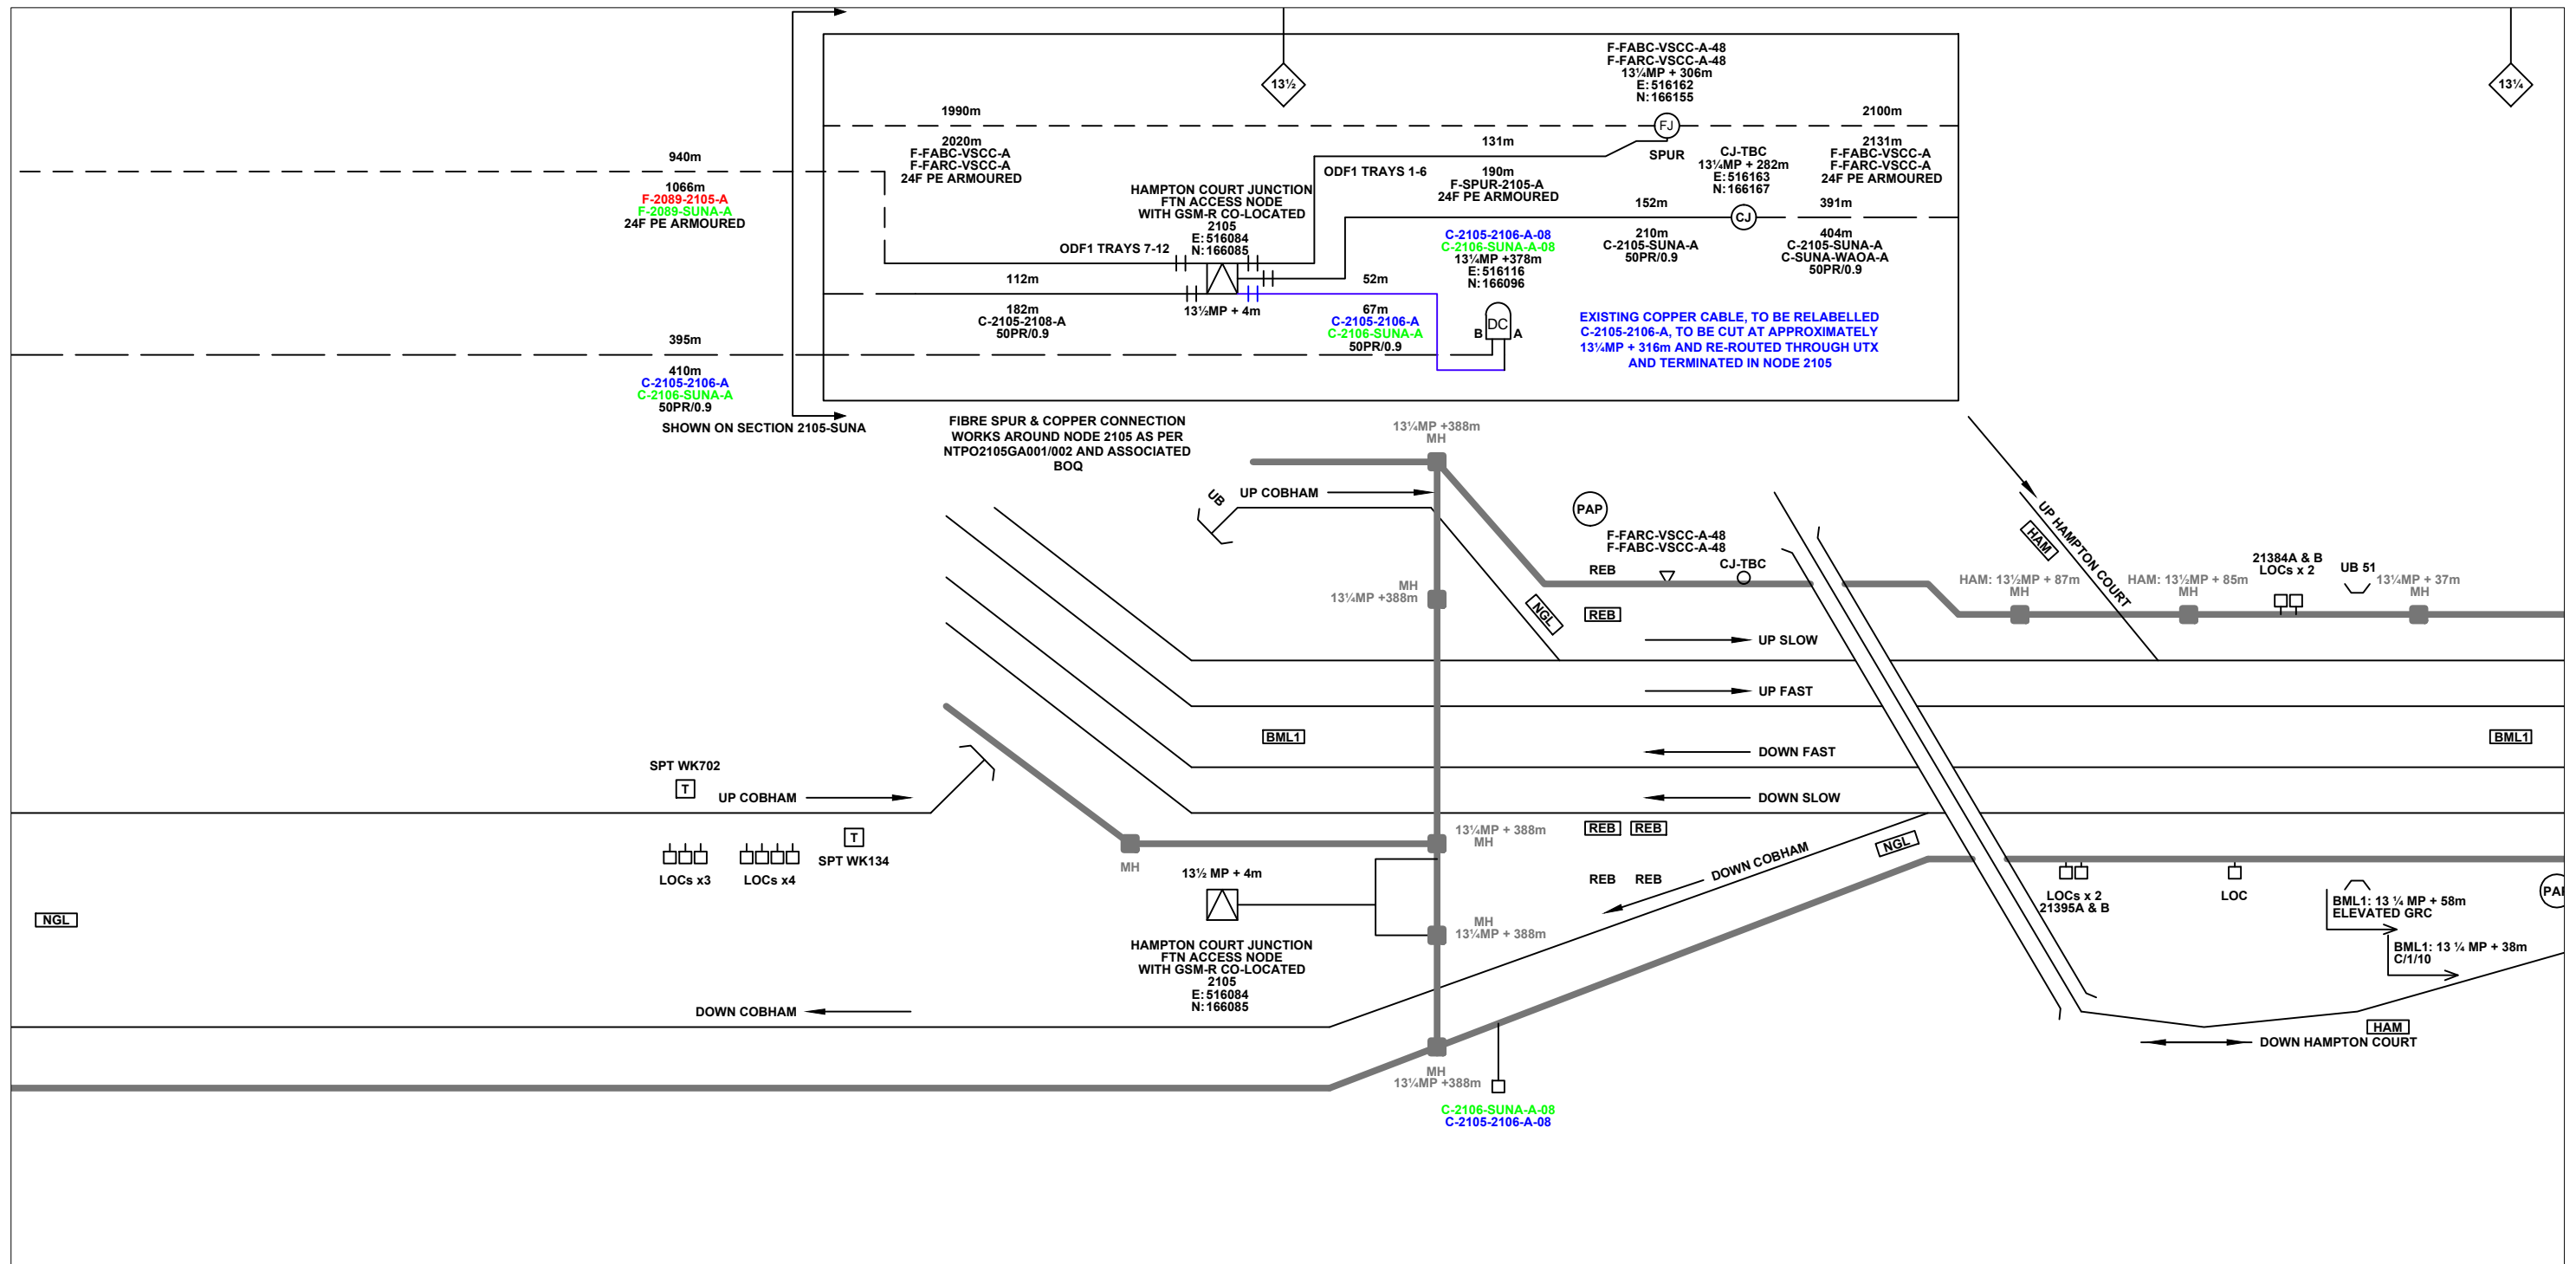 13½
13¼
F-FABC-VSCC-A-48
F-FARC-VSCC-A-48
13¼MP + 306m
E: 516162
N: 166155
1990m
2100m
FJ
2020m
F-FABC-VSCC-A
F-FARC-VSCC-A
24F PE ARMOURED
131m
SPUR
CJ-TBC
13¼MP + 282m
E: 516163
N: 166167
2131m
F-FABC-VSCC-A
F-FARC-VSCC-A
24F PE ARMOURED
940m
1066m
F-2089-2105-A
F-2089-SUNA-A
24F PE ARMOURED
ODF1 TRAYS 1-6
190m
F-SPUR-2105-A
24F PE ARMOURED
HAMPTON COURT JUNCTION
FTN ACCESS NODE
WITH GSM-R CO-LOCATED
2105
E: 516084
N: 166085
152m
CJ
391m
210m
C-2105-SUNA-A
50PR/0.9
404m
C-2105-SUNA-A
C-SUNA-WAOA-A
50PR/0.9
ODF1 TRAYS 7-12
C-2105-2106-A-08
C-2106-SUNA-A-08
13¼MP +378m
E: 516116
N: 166096
112m
52m
182m
C-2105-2108-A
50PR/0.9
13½MP + 4m
67m
C-2105-2106-A
C-2106-SUNA-A
50PR/0.9
DC
B
A
EXISTING COPPER CABLE, TO BE RELABELLED
C-2105-2106-A, TO BE CUT AT APPROXIMATELY
13¼MP + 316m AND RE-ROUTED THROUGH UTX
AND TERMINATED IN NODE 2105
395m
410m
C-2105-2106-A
C-2106-SUNA-A
50PR/0.9
SHOWN ON SECTION 2105-SUNA
FIBRE SPUR & COPPER CONNECTION
WORKS AROUND NODE 2105 AS PER
NTPO2105GA001/002 AND ASSOCIATED
BOQ
13¼MP +388m
MH
UB
UP COBHAM
PAP
F-FARC-VSCC-A-48
F-FABC-VSCC-A-48
REB
CJ-TBC
UP HAMPTON COURT
HAM
21384A & B
LOCs x 2
UB 51
HAM: 13½MP + 87m
MH
HAM: 13½MP + 85m
MH
13¼MP + 37m
MH
MH
13¼MP +388m
NGL
REB
UP SLOW
UP FAST
BML1
BML1
DOWN FAST
SPT WK702
T
UP COBHAM
DOWN SLOW
T
SPT WK134
LOCs x3
LOCs x4
MH
13¼MP + 388m
MH
REB
REB
NGL
DOWN COBHAM
REB
REB
13½ MP + 4m
LOCs x 2
21395A & B
LOC
BML1: 13 ¼ MP + 58m
ELEVATED GRC
NGL
MH
13¼MP + 388m
HAMPTON COURT JUNCTION
FTN ACCESS NODE
WITH GSM-R CO-LOCATED
2105
E: 516084
N: 166085
BML1: 13 ¼ MP + 38m
C/1/10
DOWN COBHAM
HAM
DOWN HAMPTON COURT
MH
13¼MP +388m
C-2106-SUNA-A-08
C-2105-2106-A-08